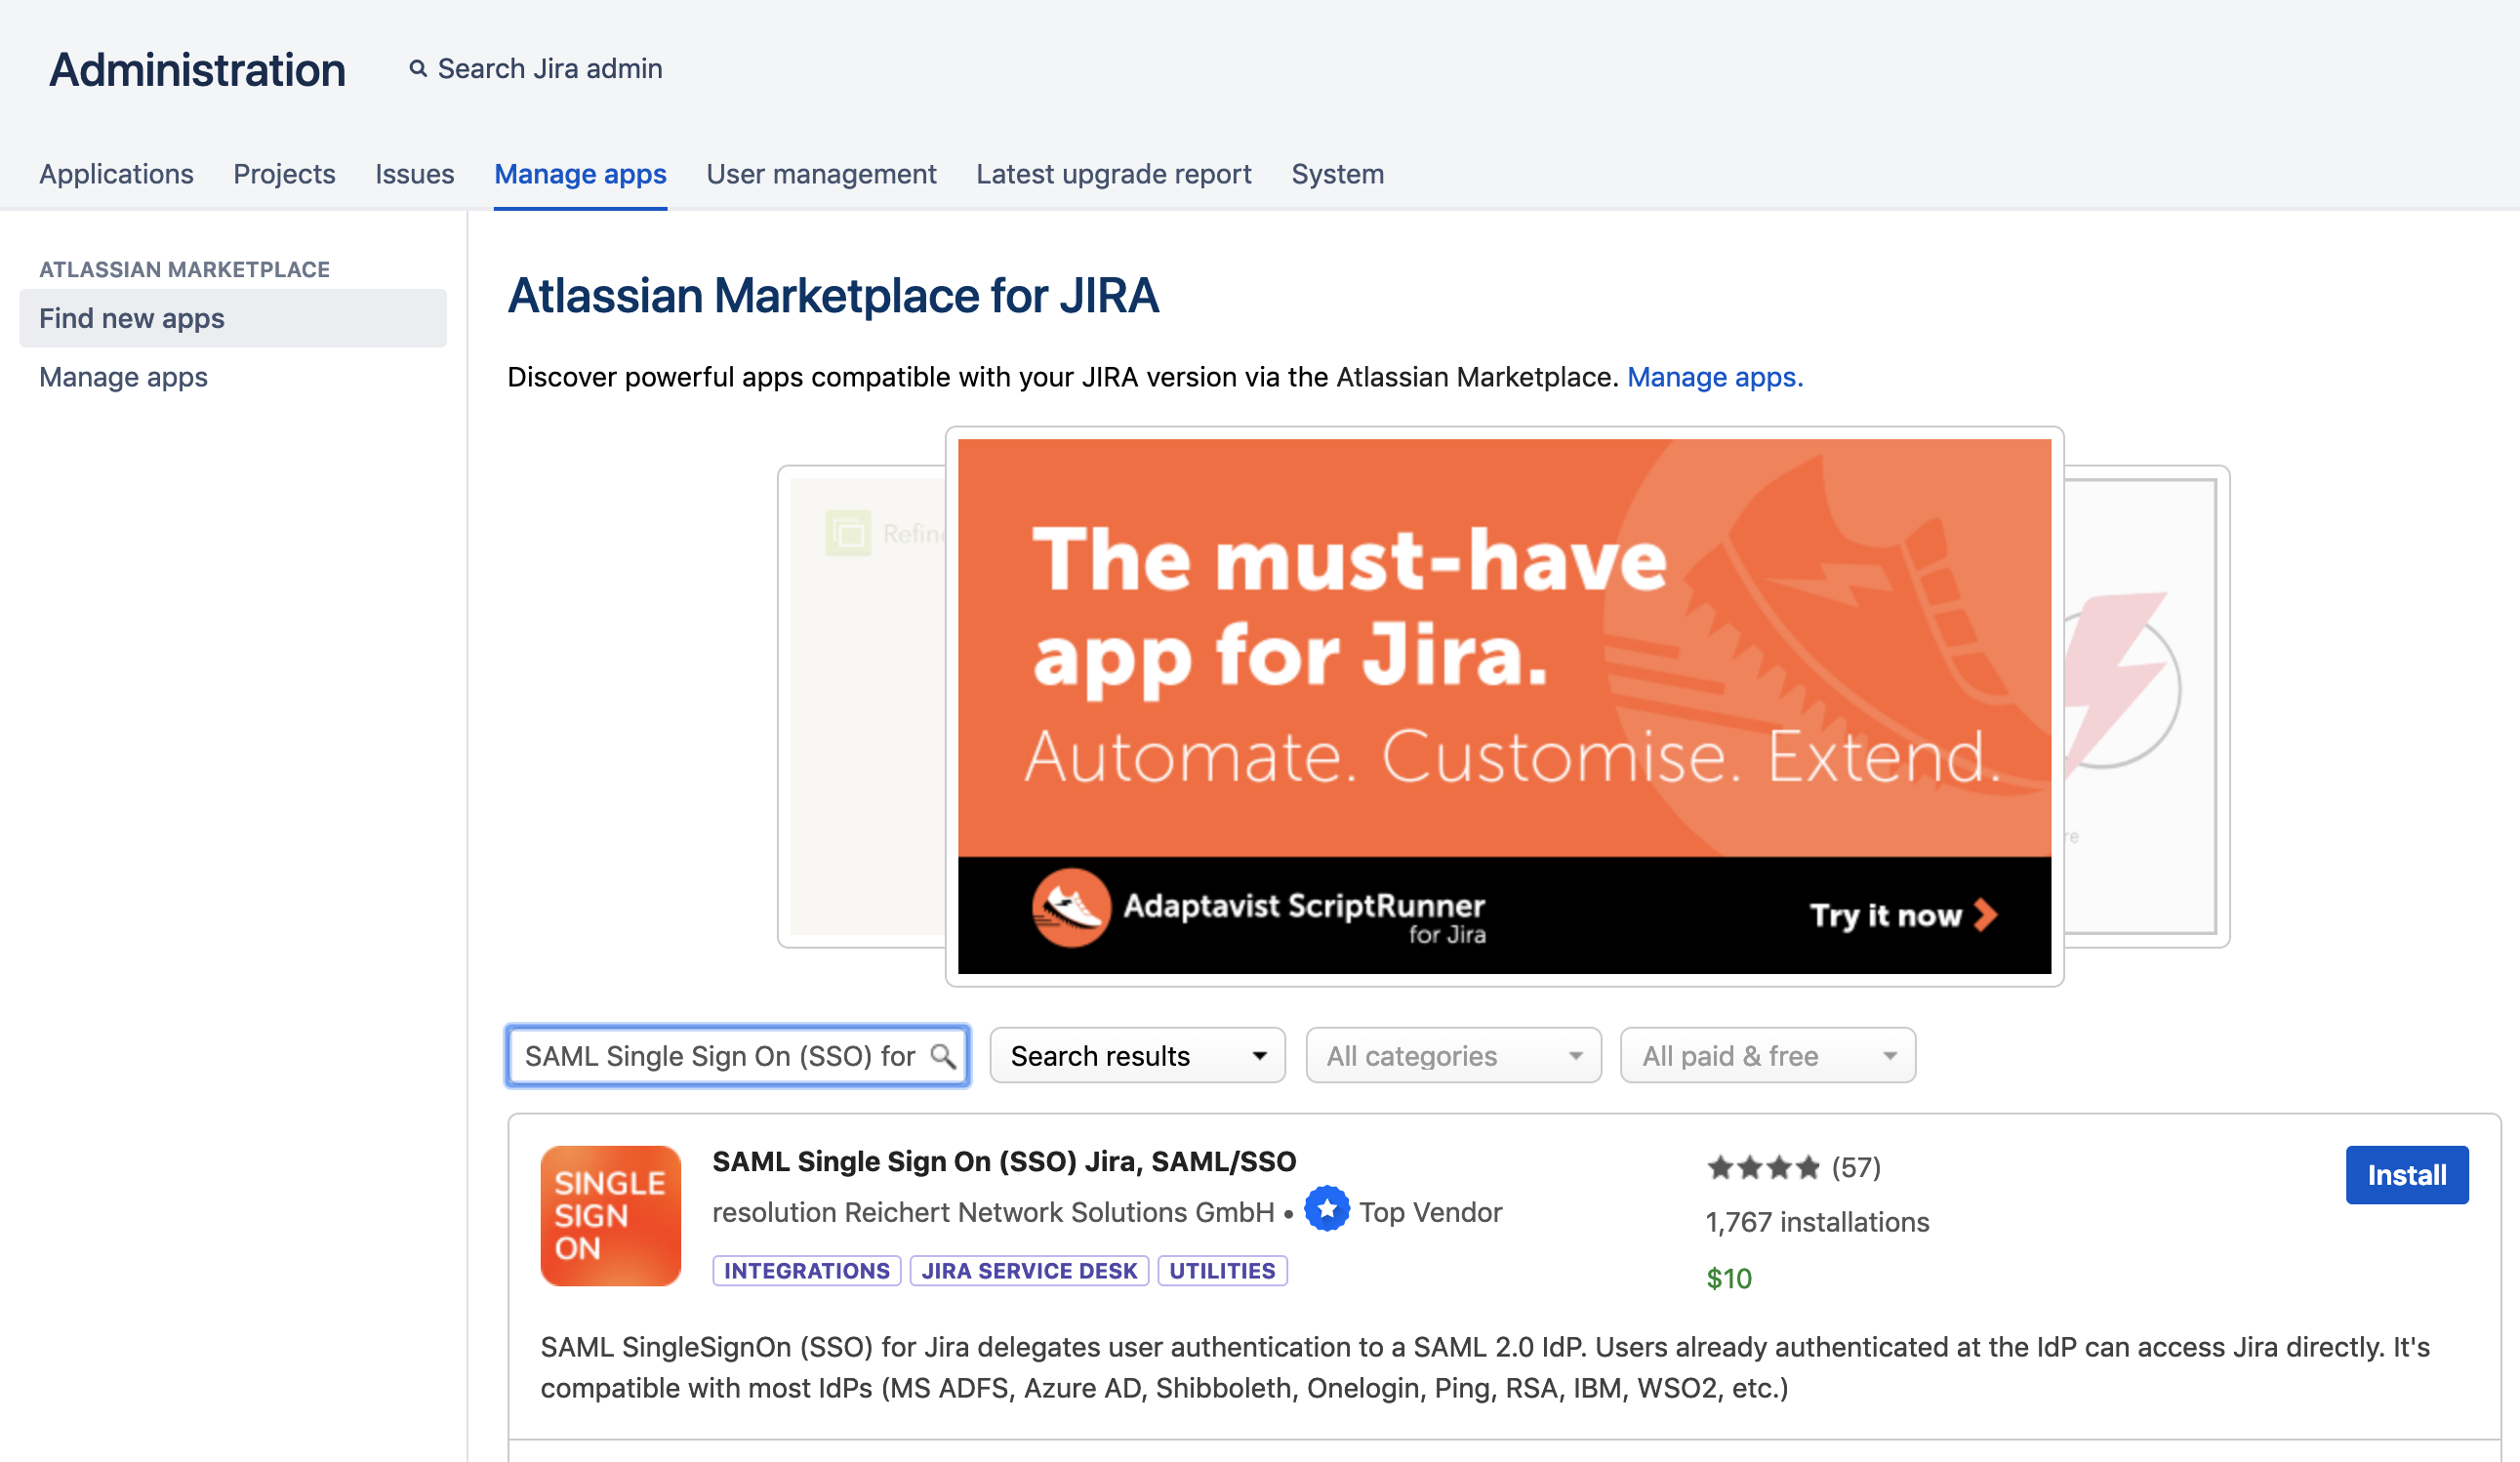 Administration
Search Jira admin
Applications Projects Issues Manage apps User management Latest upgrade report System
ATLASSIAN MARKETPLACE
Find new apps
Manage apps
Atlassian Marketplace for JIRA
Discover powerful apps compatible with your JIRA version via the Atlassian Marketplace. Manage apps.
The must-have
app for Jira.
Automate. Customise. Extend.
Adaptavist ScriptRunner
for Jira
Try it now
SAML Single Sign On (SSO) for
Search results
All categories
All paid & free
SINGLE
SIGN
ON
SAML Single Sign On (SSO) Jira, SAML/SSO
resolution Reichert Network Solutions GmbH • Top Vendor
INTEGRATIONS JIRA SERVICE DESK UTILITIES
(57)
1,767 installations
$10
Install
SAML SingleSignOn (SSO) for Jira delegates user authentication to a SAML 2.0 IdP. Users already authenticated at the IdP can access Jira directly. It's
compatible with most IdPs (MS ADFS, Azure AD, Shibboleth, Onelogin, Ping, RSA, IBM, WSO2, etc.)